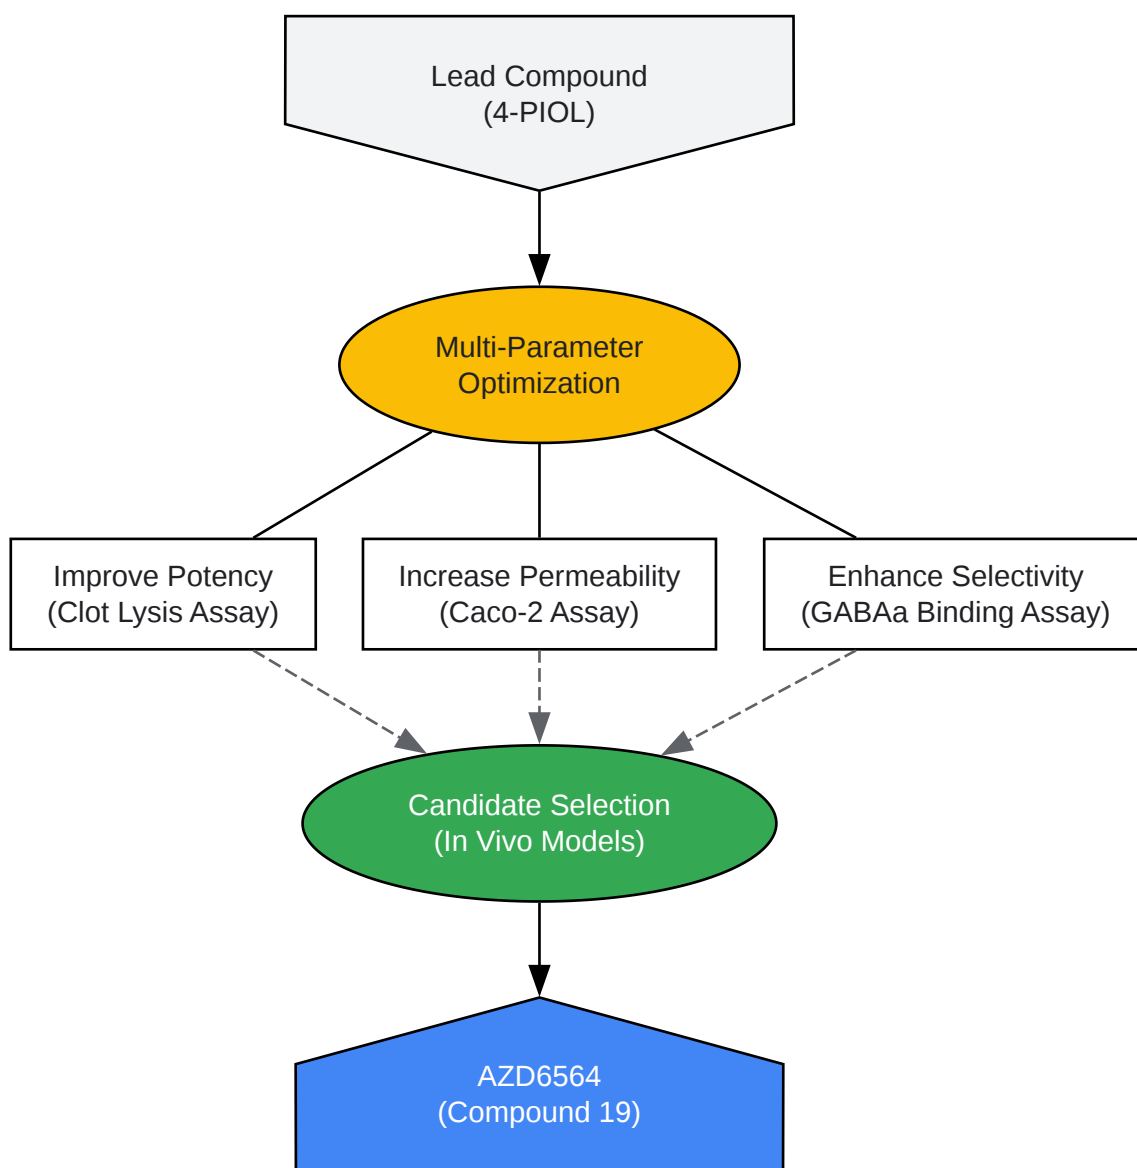 Lead Compound
(4-PIOL)
Multi-Parameter
Optimization
Improve Potency
(Clot Lysis Assay)
Increase Permeability
(Caco-2 Assay)
Enhance Selectivity
(GABAa Binding Assay)
Candidate Selection
(In Vivo Models)
AZD6564
(Compound 19)